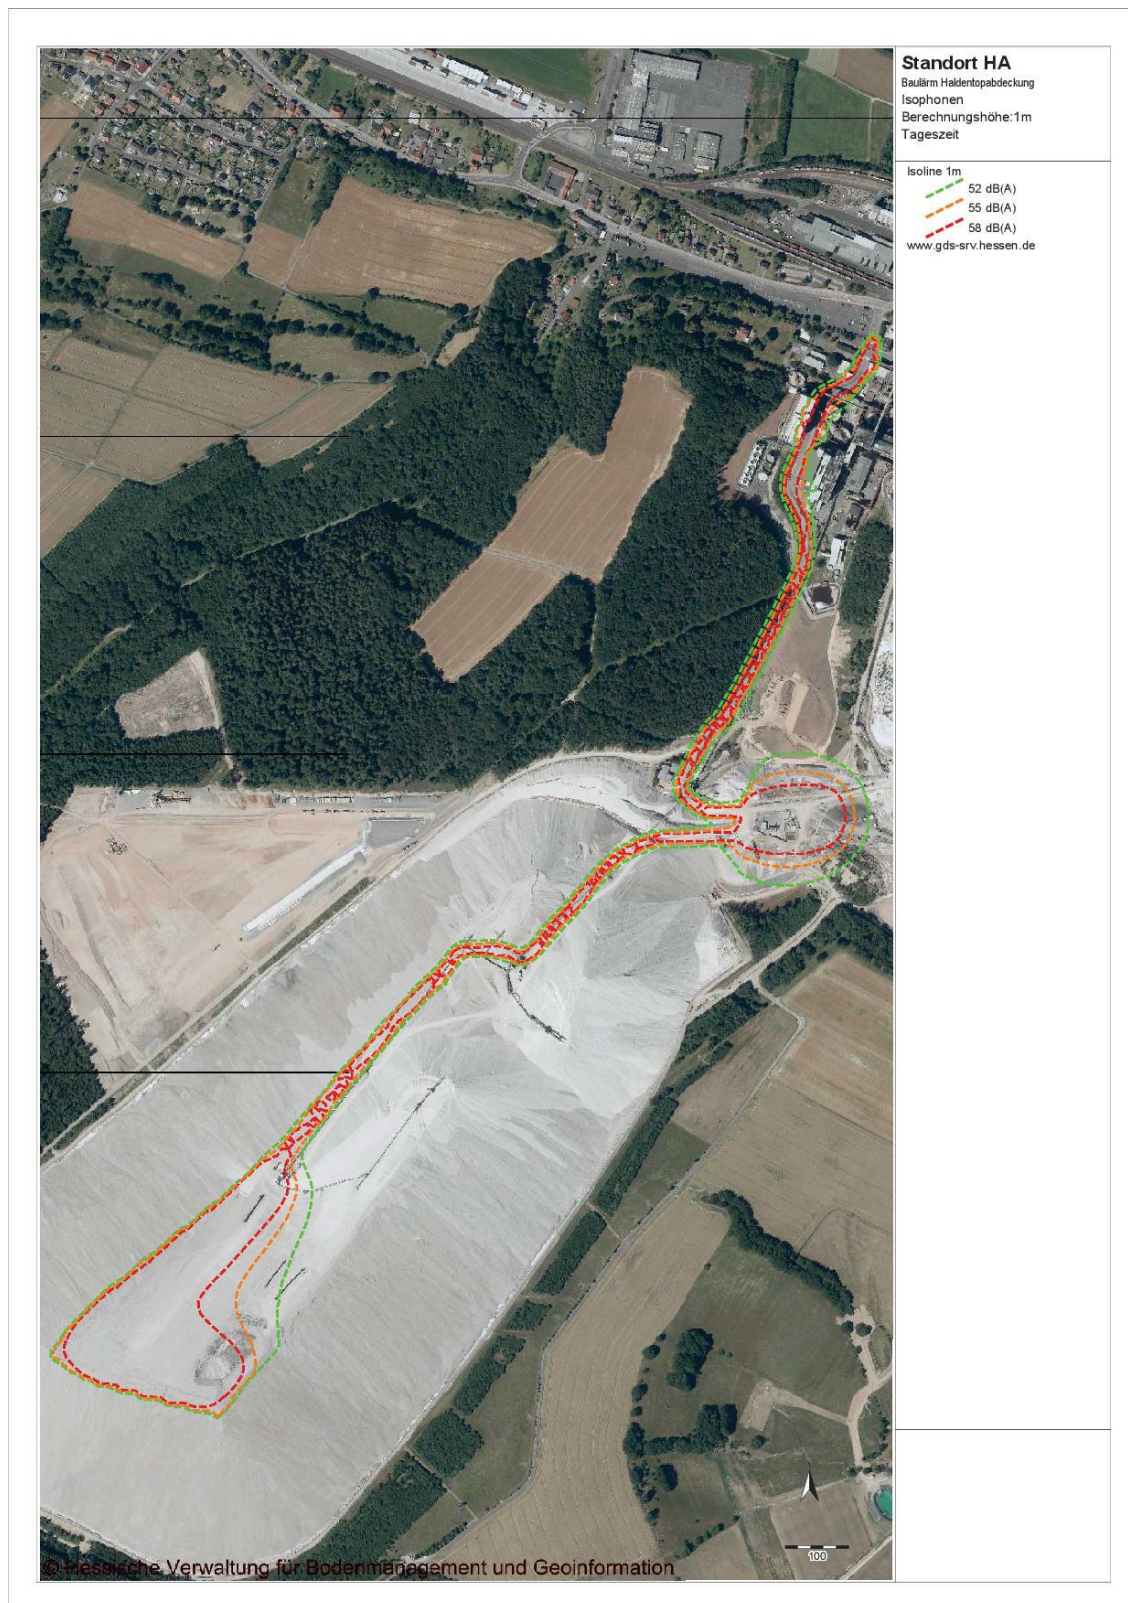 Standort HA
Baulärm Haldentopabdeckung
Isophonen
Berechnungshöhe:1m
Tageszeit
Isoline 1m
52 dB(A)
55 dB(A)
58 dB(A)
www.gds-srv.hessen.de
100
© Hessische Verwaltung für Bodenmanagement und Geoinformation